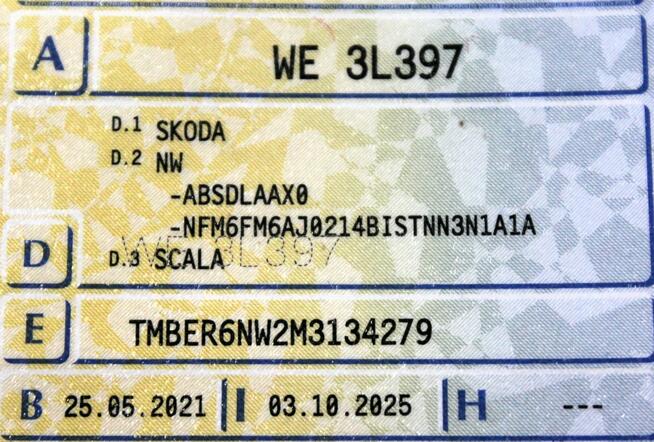 A WE 3L397
D.1 SKODA
D.2 NW
-ABSDLAAX0
-NFM6FM6AJ0214BISTNN3N1A1A
WE 3L397
D D.3 SCALA
E TMBER6NW2M3134279
B 25.05.2021 I 03.10.2025 H ---